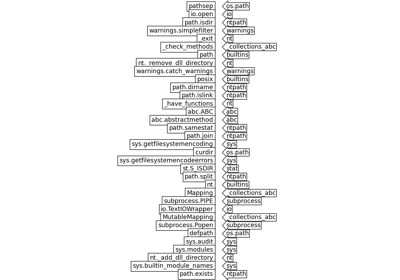 pathsep os.path
io.open io
path.isdir ntpath
warnings.simplefilter warnings
_exit nt
_check_methods _collections_abc
path builtins
nt._remove_dll_directory nt
warnings.catch_warnings warnings
posix builtins
path.dirname ntpath
path.islink ntpath
_have_functions nt
abc.ABC abc
abc.abstractmethod abc
path.samestat ntpath
path.join ntpath
sys.getfilesystemencoding sys
curdir os.path
sys.getfilesystemencodeerrors sys
st.S_ISDIR stat
path.split ntpath
nt builtins
Mapping _collections_abc
subprocess.PIPE subprocess
io.TextIOWrapper io
MutableMapping _collections_abc
subprocess.Popen subprocess
defpath os.path
sys.audit sys
sys.modules sys
nt._add_dll_directory nt
sys.builtin_module_names sys
path.exists ntpath